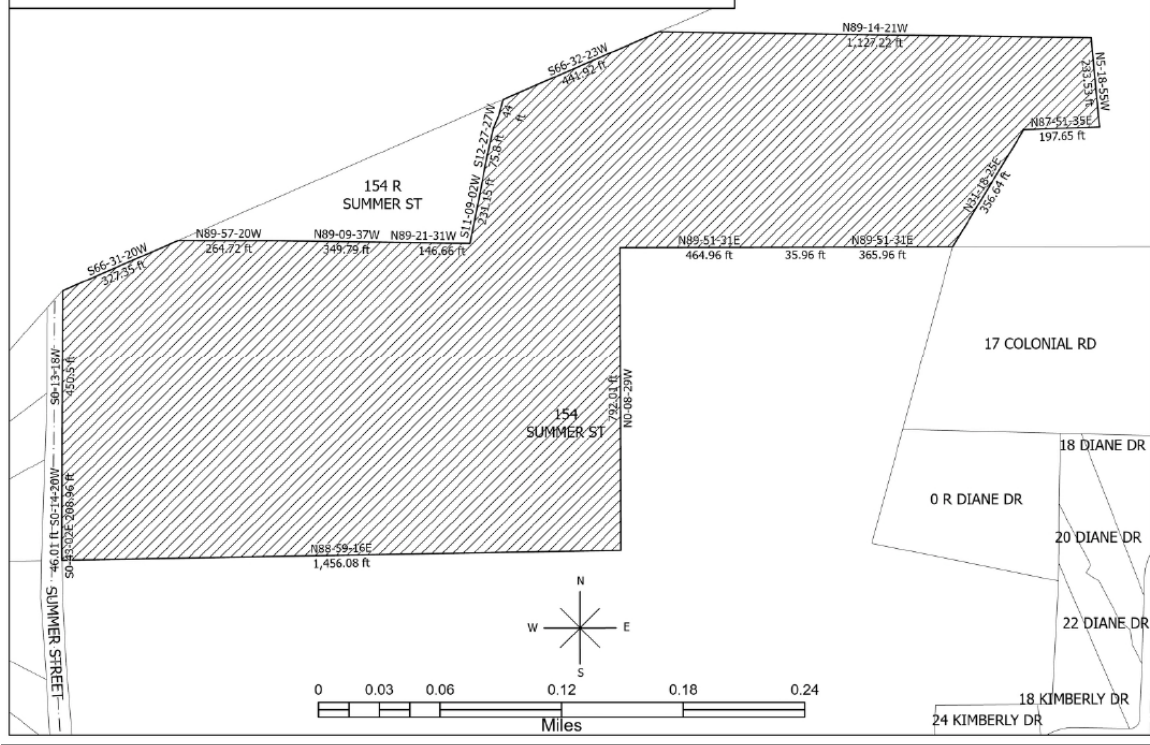 N89-14-21W
1,127.22 ft
S66-32-23W
441.92 ft
N5-18-55W
233.53 ft
44
ft
S12-27-27W
75.8 ft
N87-51-35E
197.65 ft
154 R
SUMMER ST
S11-09-02W
231.15 ft
N31-18-25E
356.64 ft
N89-57-20W
264.72 ft
N89-09-37W
349.79 ft
N89-21-31W
146.66 ft
N89-51-31E
464.96 ft
35.96 ft
N89-51-31E
365.96 ft
S66-31-20W
327.35 ft
17 COLONIAL RD
S0-13-18W
450.5 ft
792.01 ft
N0-08-29W
154
SUMMER ST
18 DIANE DR
0 R DIANE DR
S0-14-20W
208.96 ft
46.01 ft
20 DIANE DR
N88-59-16E
1,456.08 ft
SUMMER STREET
N
W
E
S
22 DIANE DR
0 0.03 0.06 0.12 0.18 0.24
Miles
18 KIMBERLY DR
24 KIMBERLY DR